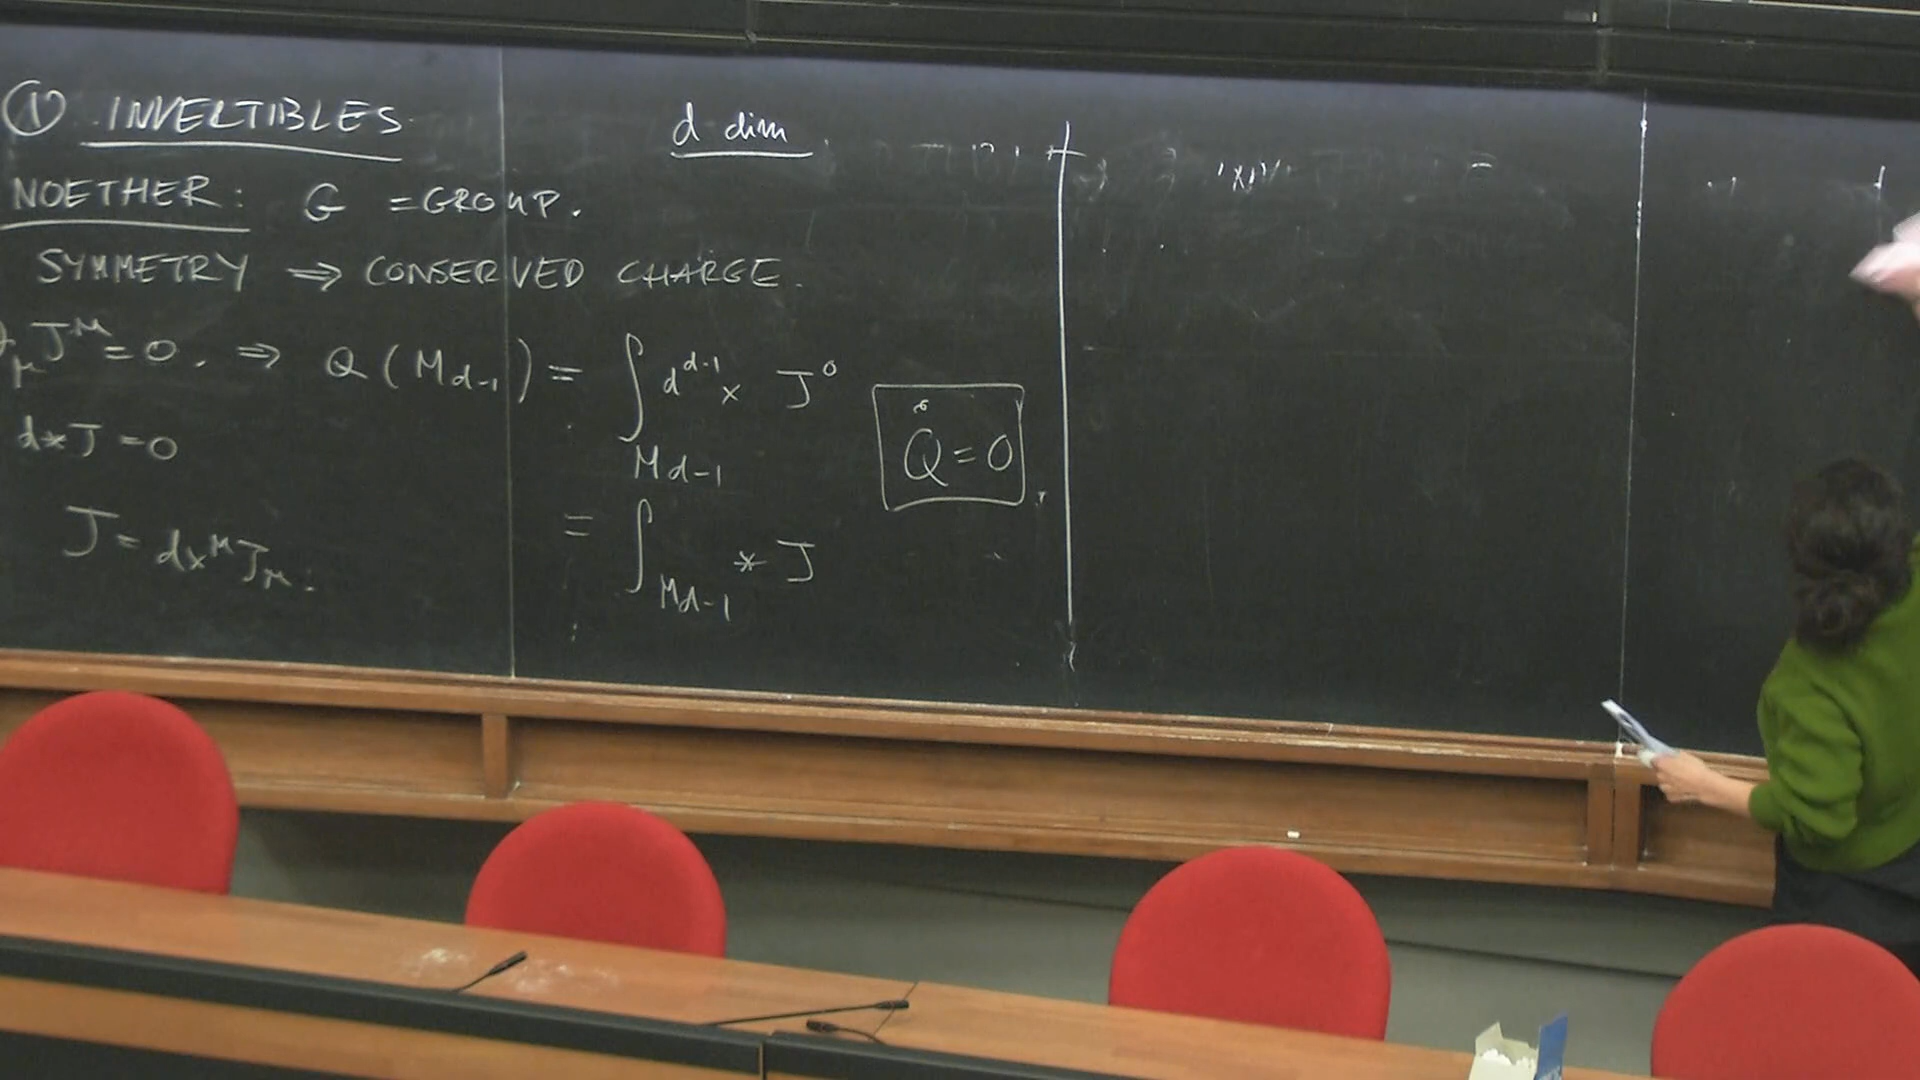 ① INVERTIBLES
d dim
NOETHER: G = GROUP.
SYMMETRY ⇒ CONSERVED CHARGE.
∂_μ J^μ = 0. ⇒ Q(M_{d-1}) = ∫_{M_{d-1}} d^{d-1}x J^0
Q̇ = 0
d*J = 0
J = dx^μ J_μ.
= ∫_{M_{d-1}} * J